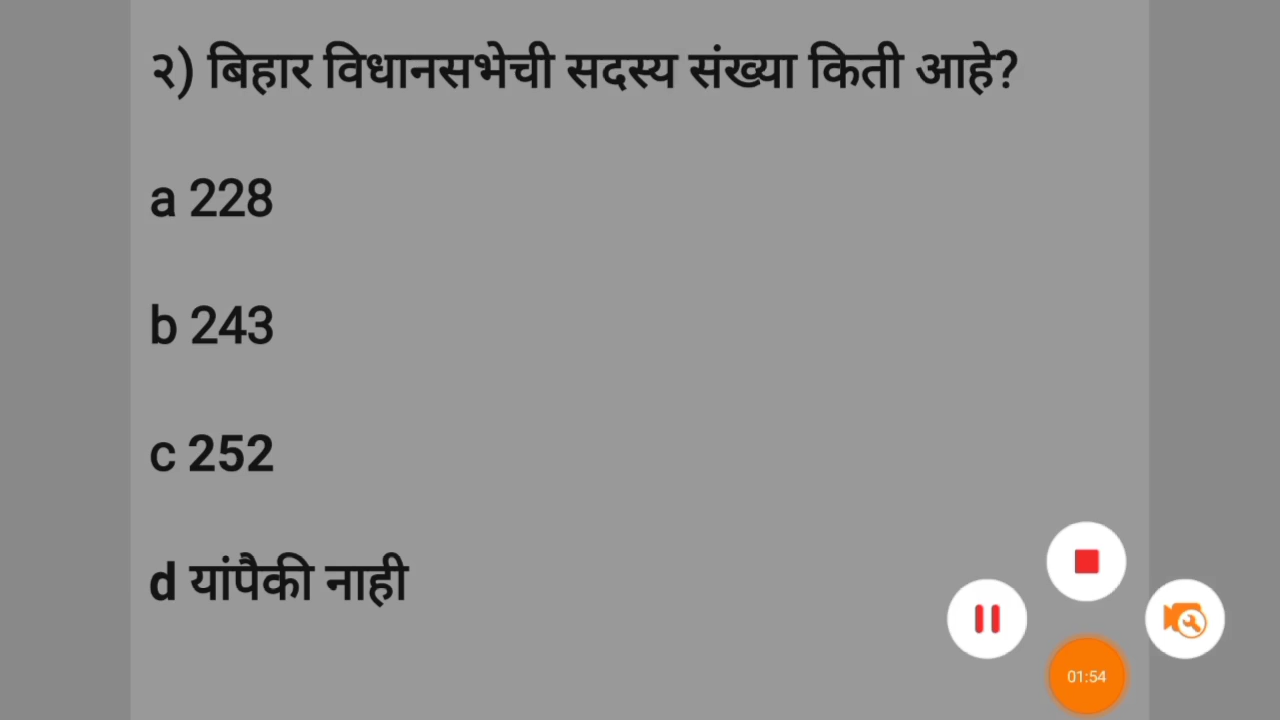 २) बिहार विधानसभेची सदस्य संख्या किती आहे?
a 228
b 243
c 252
d यांपैकी नाही
01:54